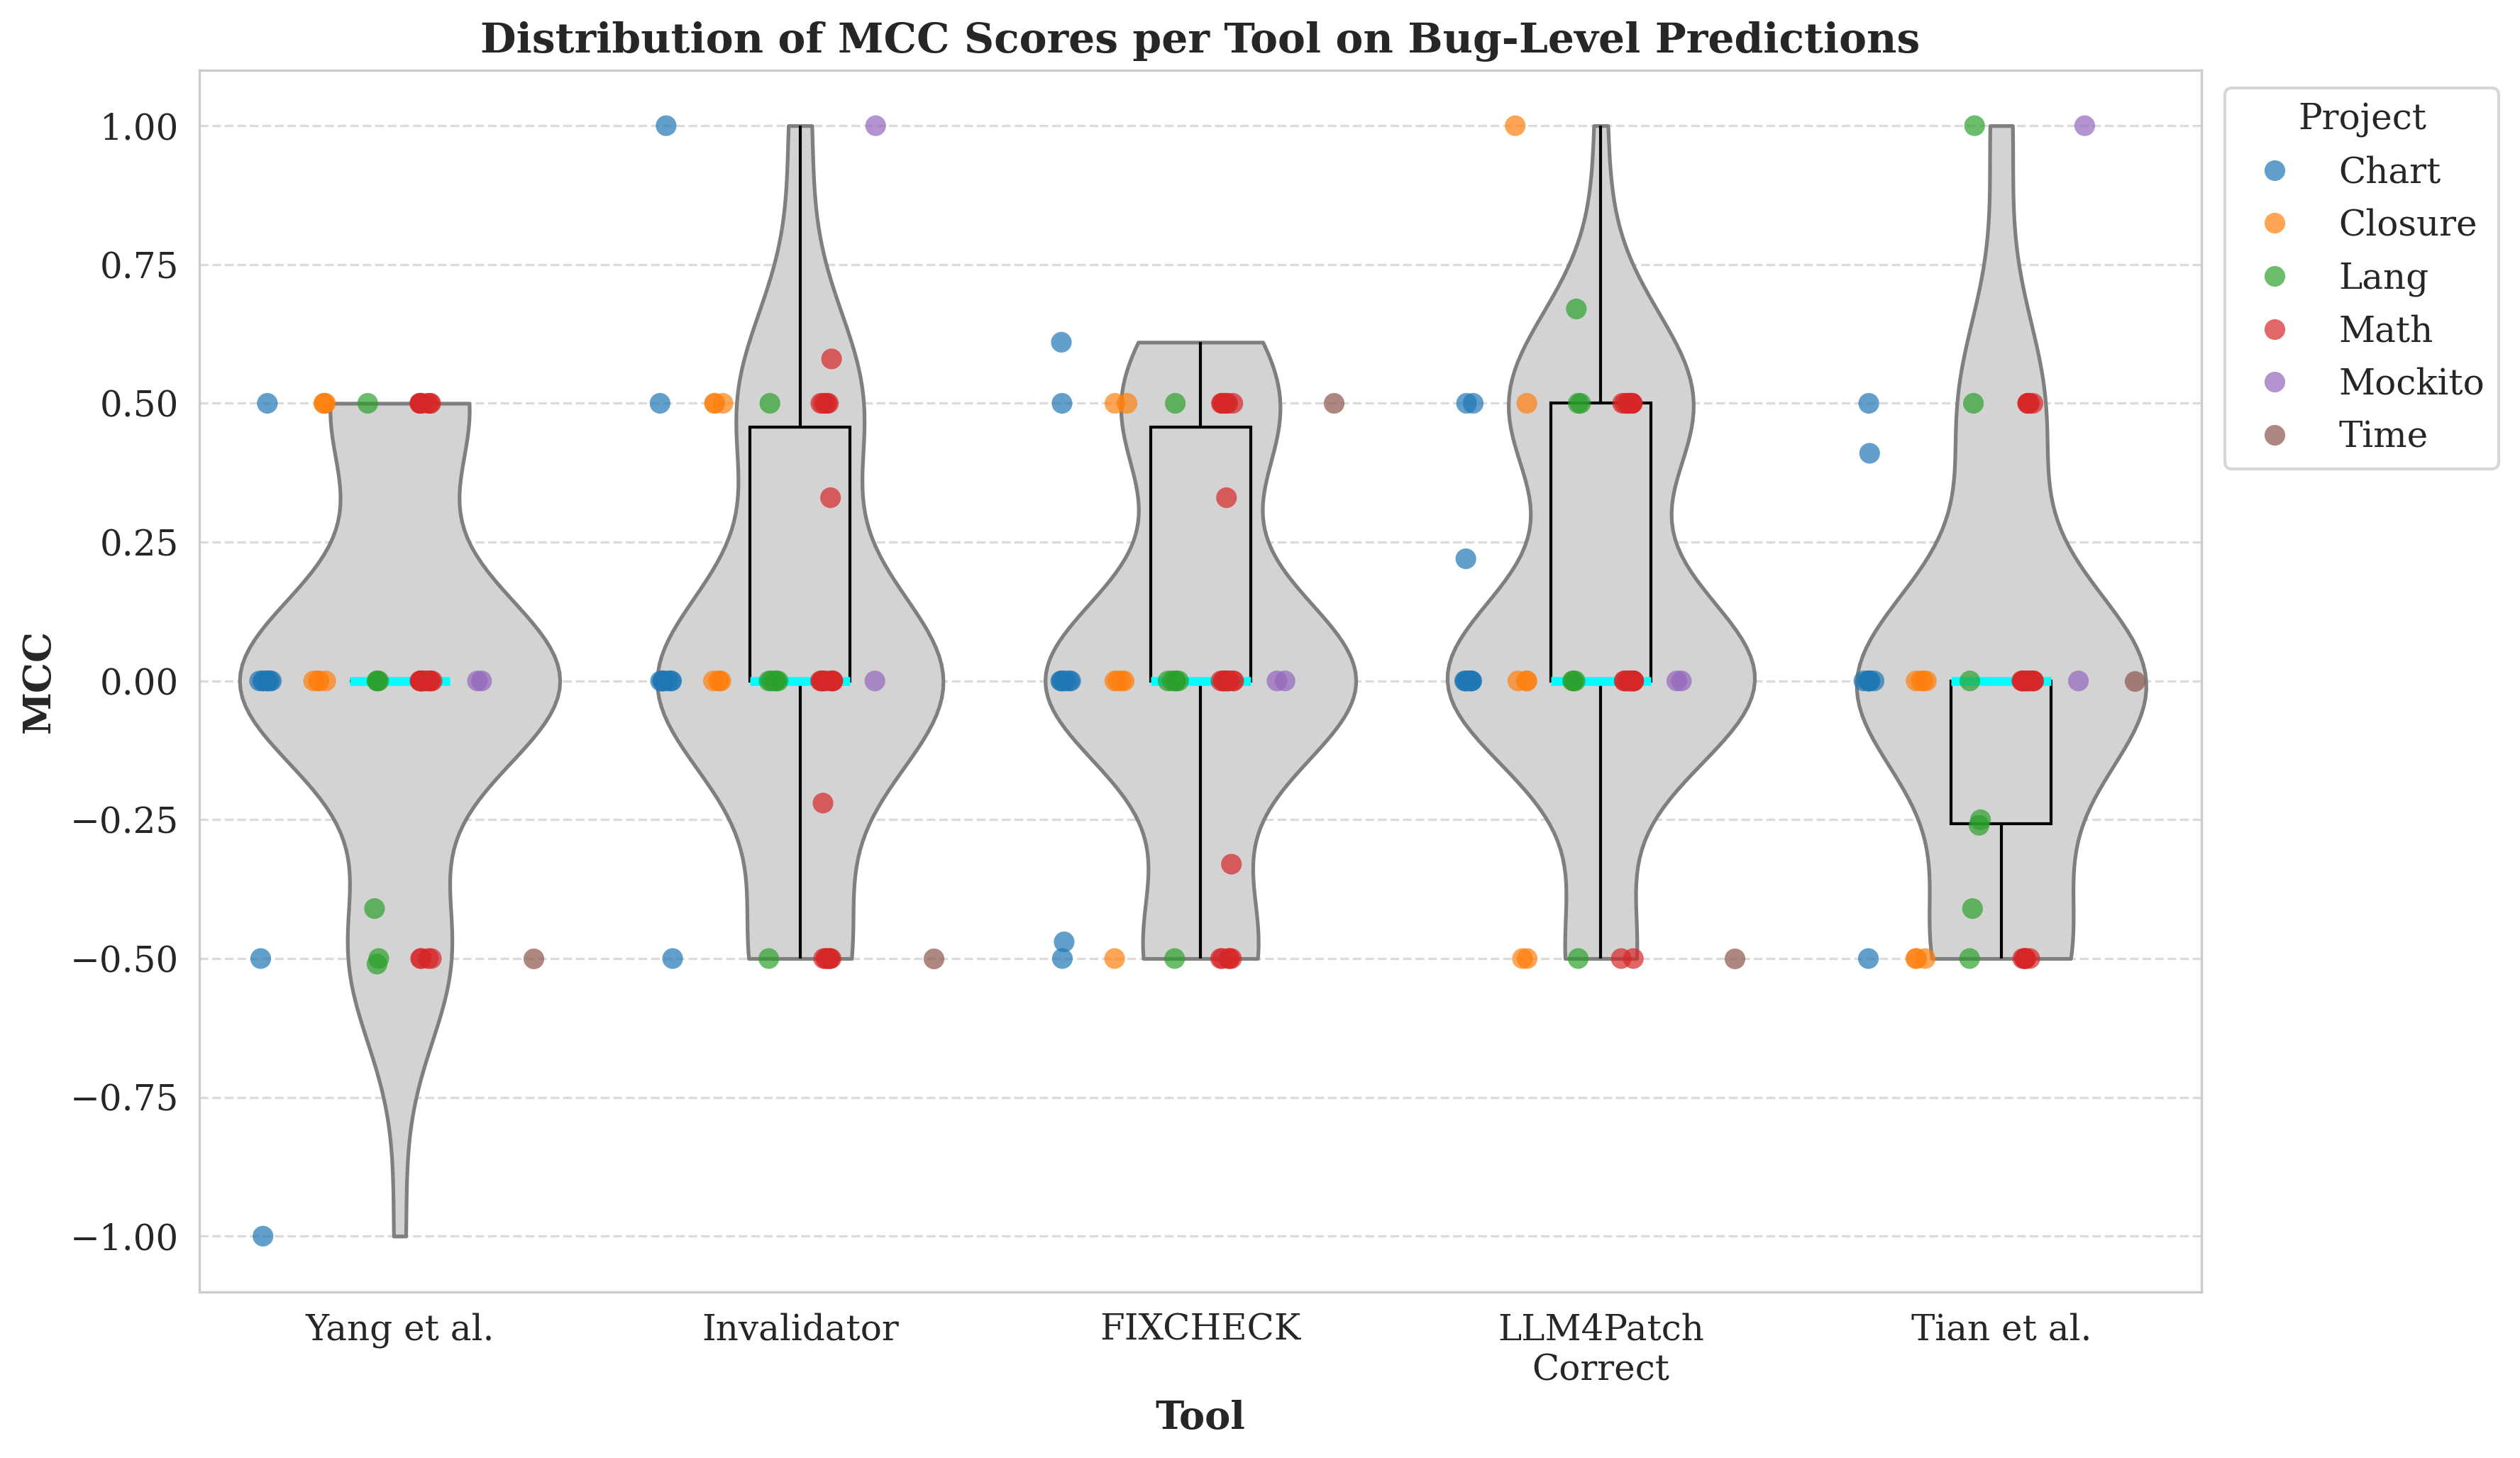 Distribution of MCC Scores per Tool on Bug-Level Predictions
MCC
1.00
0.75
0.50
0.25
0.00
−0.25
−0.50
−0.75
−1.00
Yang et al.
Invalidator
FIXCHECK
LLM4Patch
Correct
Tian et al.
Tool
Project
Chart
Closure
Lang
Math
Mockito
Time